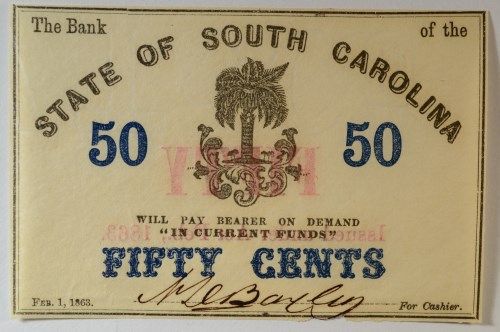 The Bank of the
STATE OF SOUTH CAROLINA
50 50
FIFTY
WILL PAY BEARER ON DEMAND
"IN CURRENT FUNDS"
FIFTY CENTS
FEB. 1, 1863. For Cashier.